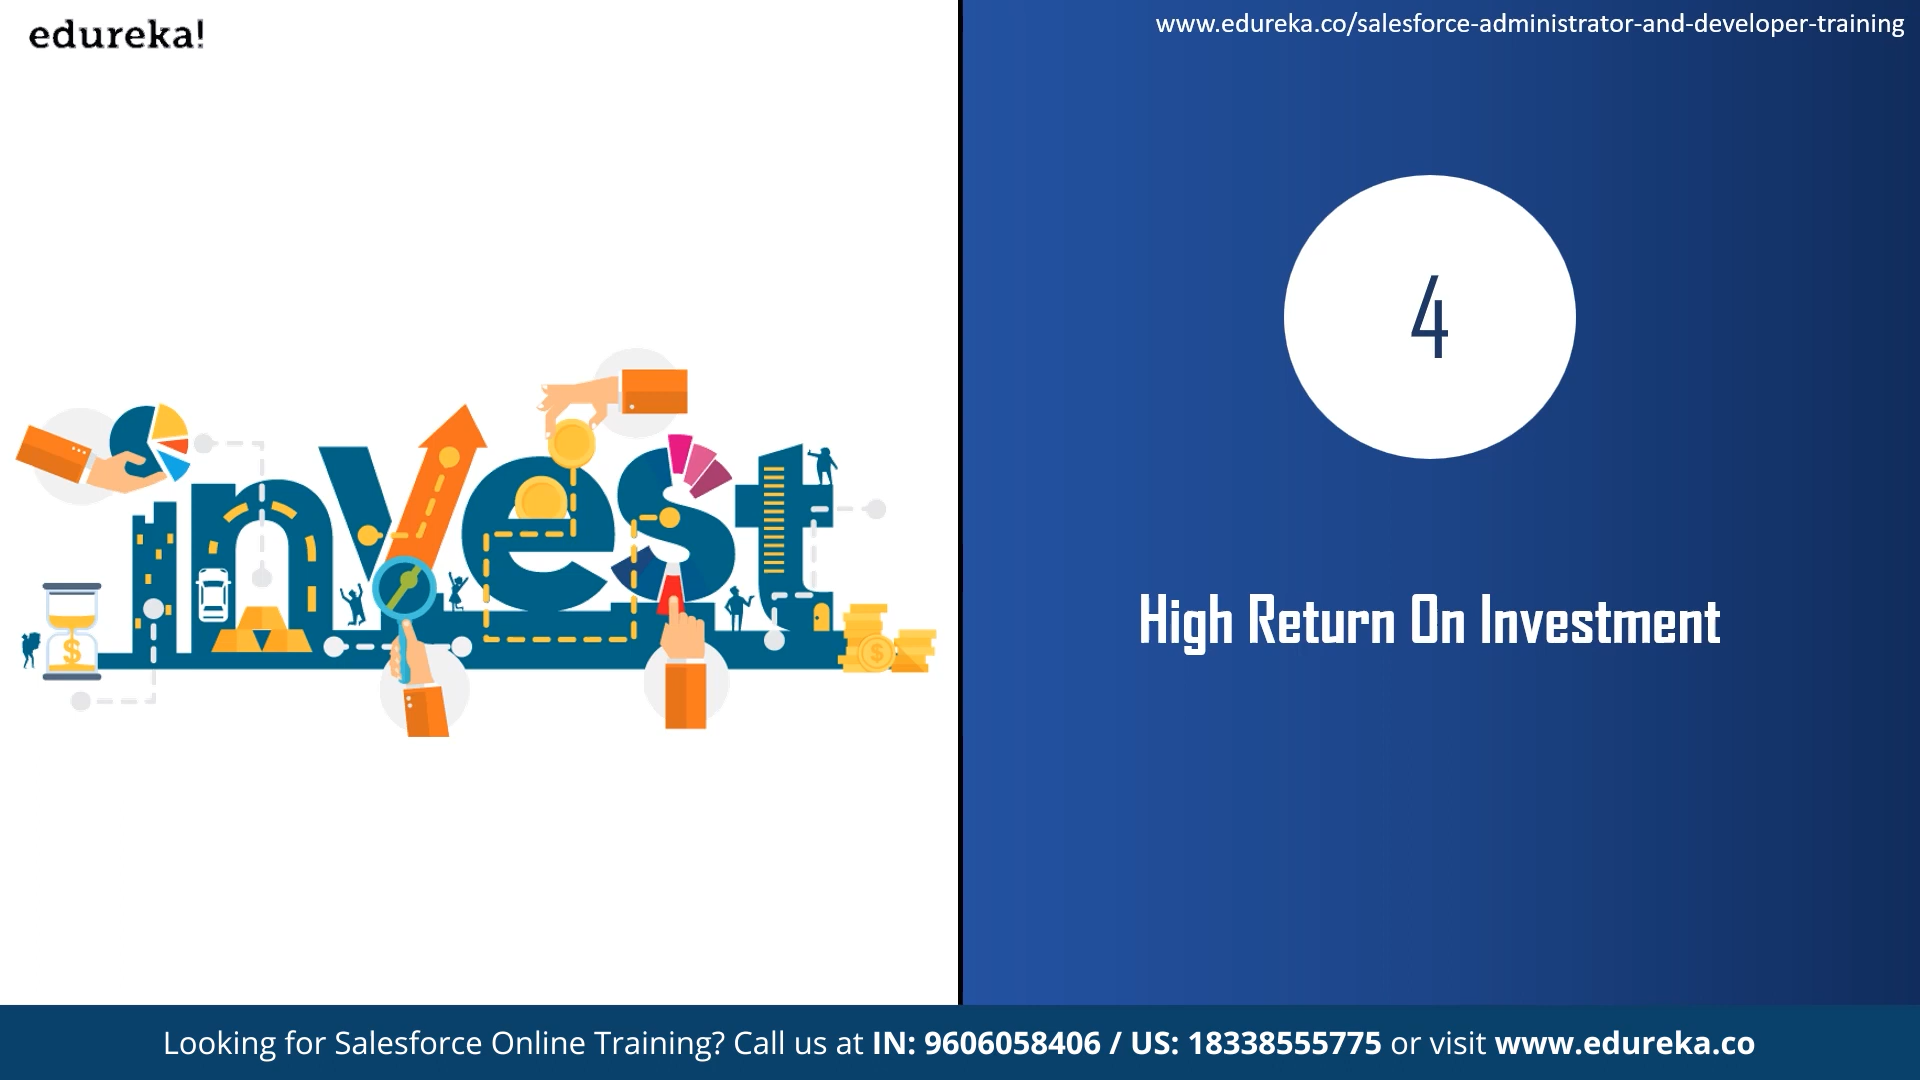 edureka!
www.edureka.co/salesforce-administrator-and-developer-training
invest
$
$
4
High Return On Investment
Looking for Salesforce Online Training? Call us at IN: 9606058406 / US: 18338555775 or visit www.edureka.co